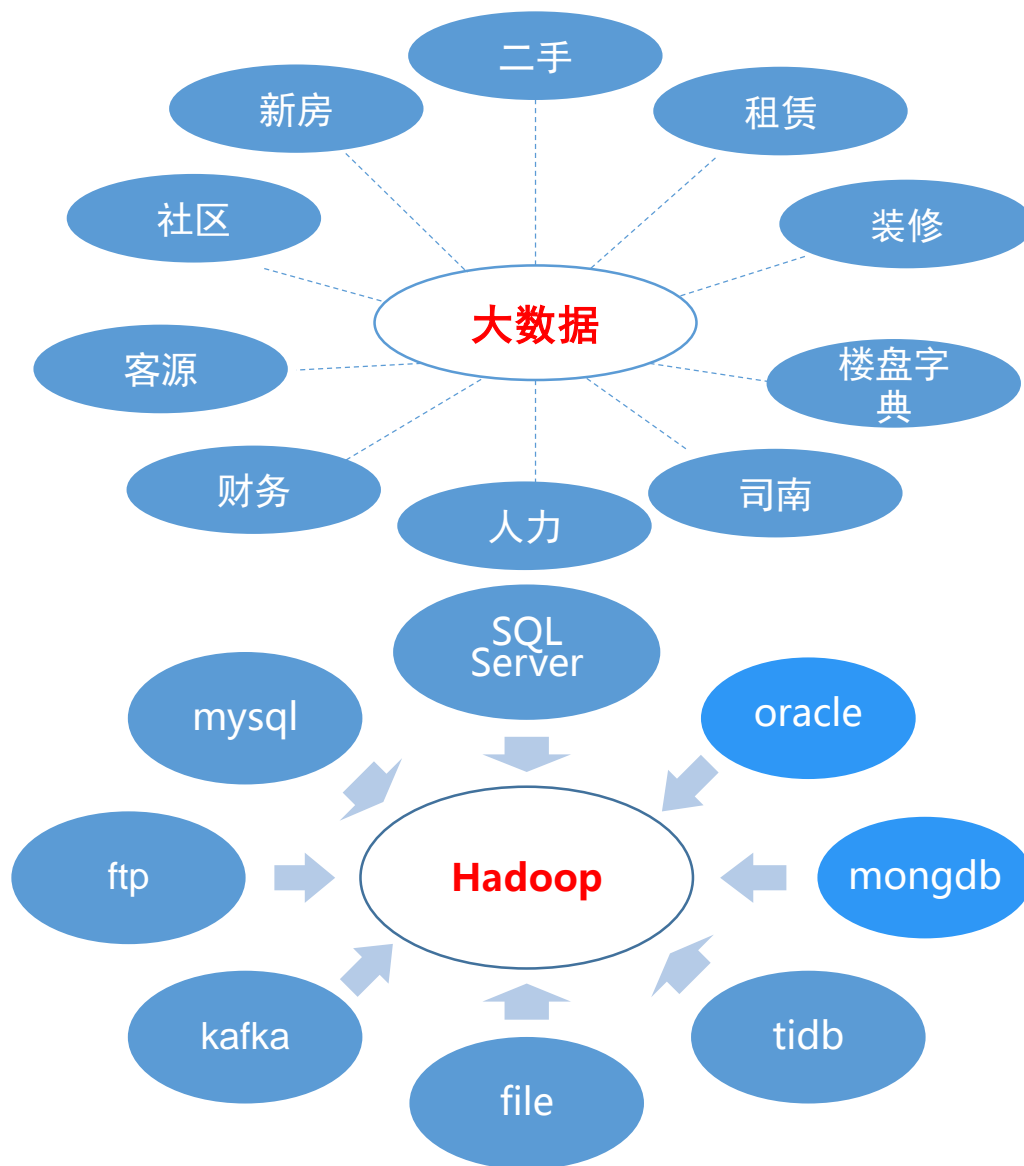 二手
新房
租赁
社区
装修
大数据
客源
楼盘字
典
财务
司南
人力
SQL
Server
mysql
oracle
ftp
Hadoop
mongdb
kafka
tidb
file